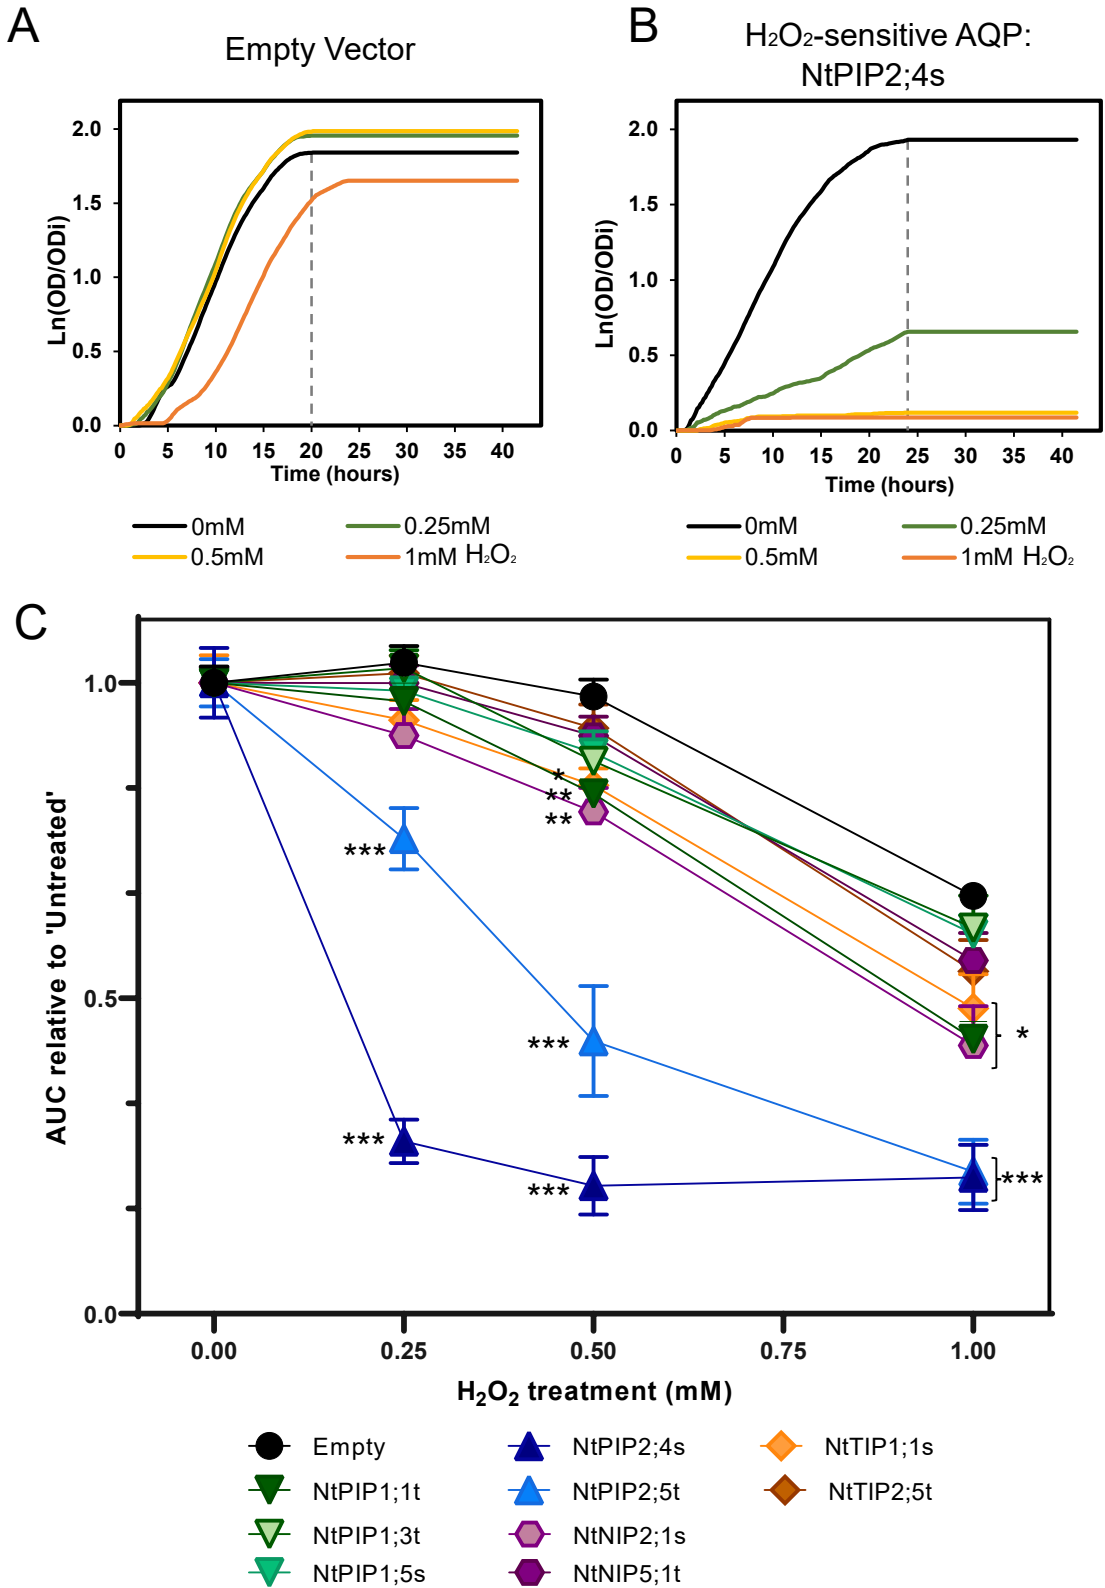 A
Empty Vector
Ln(OD/ODi)
2.0
1.5
1.0
0.5
0.0
0 5 10 15 20 25 30 35 40
Time (hours)
0mM 0.25mM
0.5mM 1mM H₂O₂
B
H₂O₂-sensitive AQP:
NtPIP2;4s
Ln(OD/ODi)
2.0
1.5
1.0
0.5
0.0
0 5 10 15 20 25 30 35 40
Time (hours)
0mM 0.25mM
0.5mM 1mM H₂O₂
C
AUC relative to 'Untreated'
1.0
*
**
**
***
0.5
*
***
***
***
***
0.0
0.00 0.25 0.50 0.75 1.00
H₂O₂ treatment (mM)
Empty NtPIP2;4s NtTIP1;1s
NtPIP1;1t NtPIP2;5t NtTIP2;5t
NtPIP1;3t NtNIP2;1s
NtPIP1;5s NtNIP5;1t